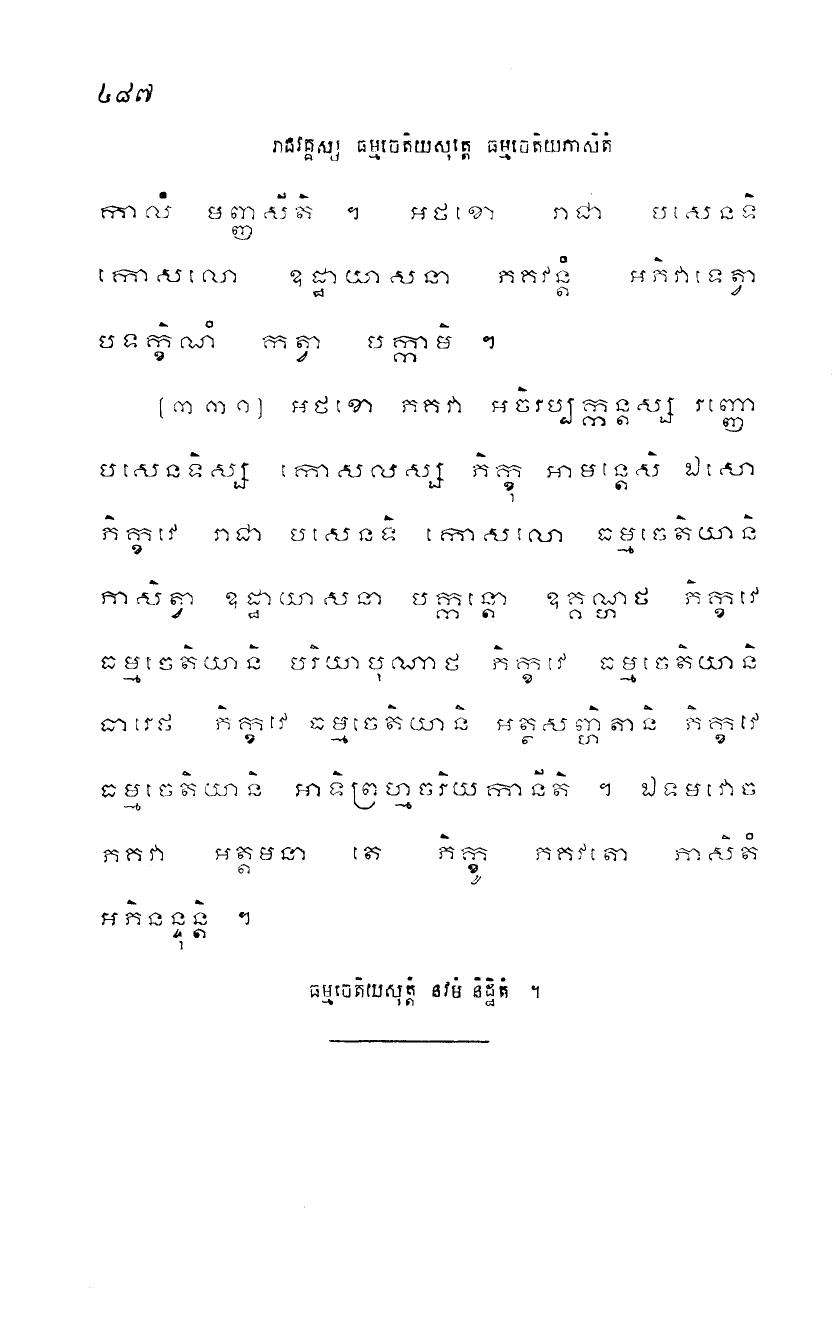 ៤៨៧
រាជវគ្គស្ស ធម្មចេតិយសុត្តេ ធម្មចេតិយភាសិតំ
កាលំ មញ្ញសីតិ ។ អថខោ រាជា បសេនទិ
កោសលោ ឧដ្ឋាយាសនា ភគវន្តំ អភិវាទេត្វា
បទក្ខិណំ កត្វា បក្កាមិ ។
[៣៣១] អថខោ ភគវា អចិរប្បក្កន្តស្ស រញ្ញោ
បសេនទិស្ស កោសលស្ស ភិក្ខុ អាមន្តេសិ ឯសោ
ភិក្ខវេ រាជា បសេនទិ កោសលោ ធម្មចេតិយានិ
ភាសិត្វា ឧដ្ឋាយាសនា បក្កន្តោ ឧគ្គណ្ហថ ភិក្ខវេ
ធម្មចេតិយានិ បរិយាបុណាថ ភិក្ខវេ ធម្មចេតិយានិ
ធារេថ ភិក្ខវេ ធម្មចេតិយានិ អត្ថសញ្ហិតានិ ភិក្ខវេ
ធម្មចេតិយានិ អាទិព្រហ្មចរិយកានីតិ ។ ឯទមវោច
ភគវា អត្តមនា តេ ភិក្ខូ ភគវតោ ភាសិតំ
អភិនន្ទុន្តិ ។
ធម្មចេតិយសុត្តំ នវមំ និដ្ឋិតំ ។